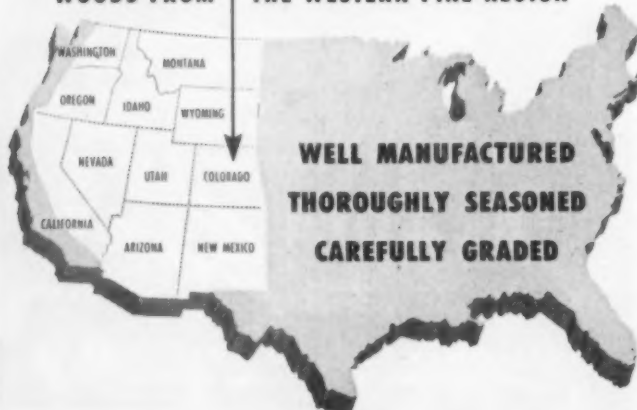 WOODS FROM THE WESTERN PINE REGION
WASHINGTON
MONTANA
OREGON
IDAHO
WYOMING
NEVADA
UTAH
COLORADO
CALIFORNIA
ARIZONA
NEW MEXICO
WELL MANUFACTURED
THOROUGHLY SEASONED
CAREFULLY GRADED